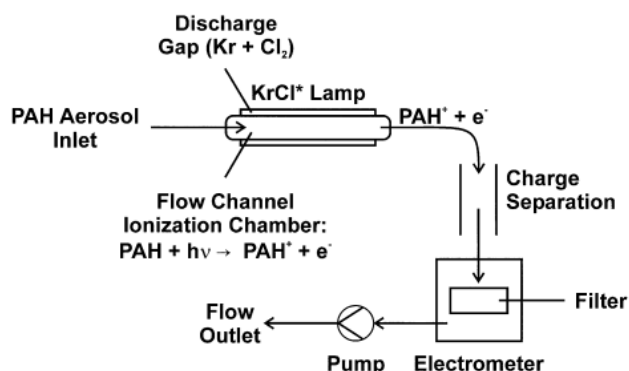 Discharge
Gap (Kr + Cl₂)
KrCl* Lamp
PAH Aerosol
Inlet
PAH⁺ + e⁻
Flow Channel
Ionization Chamber:
PAH + hν → PAH⁺ + e⁻
Charge
Separation
Filter
Flow
Outlet
Pump
Electrometer